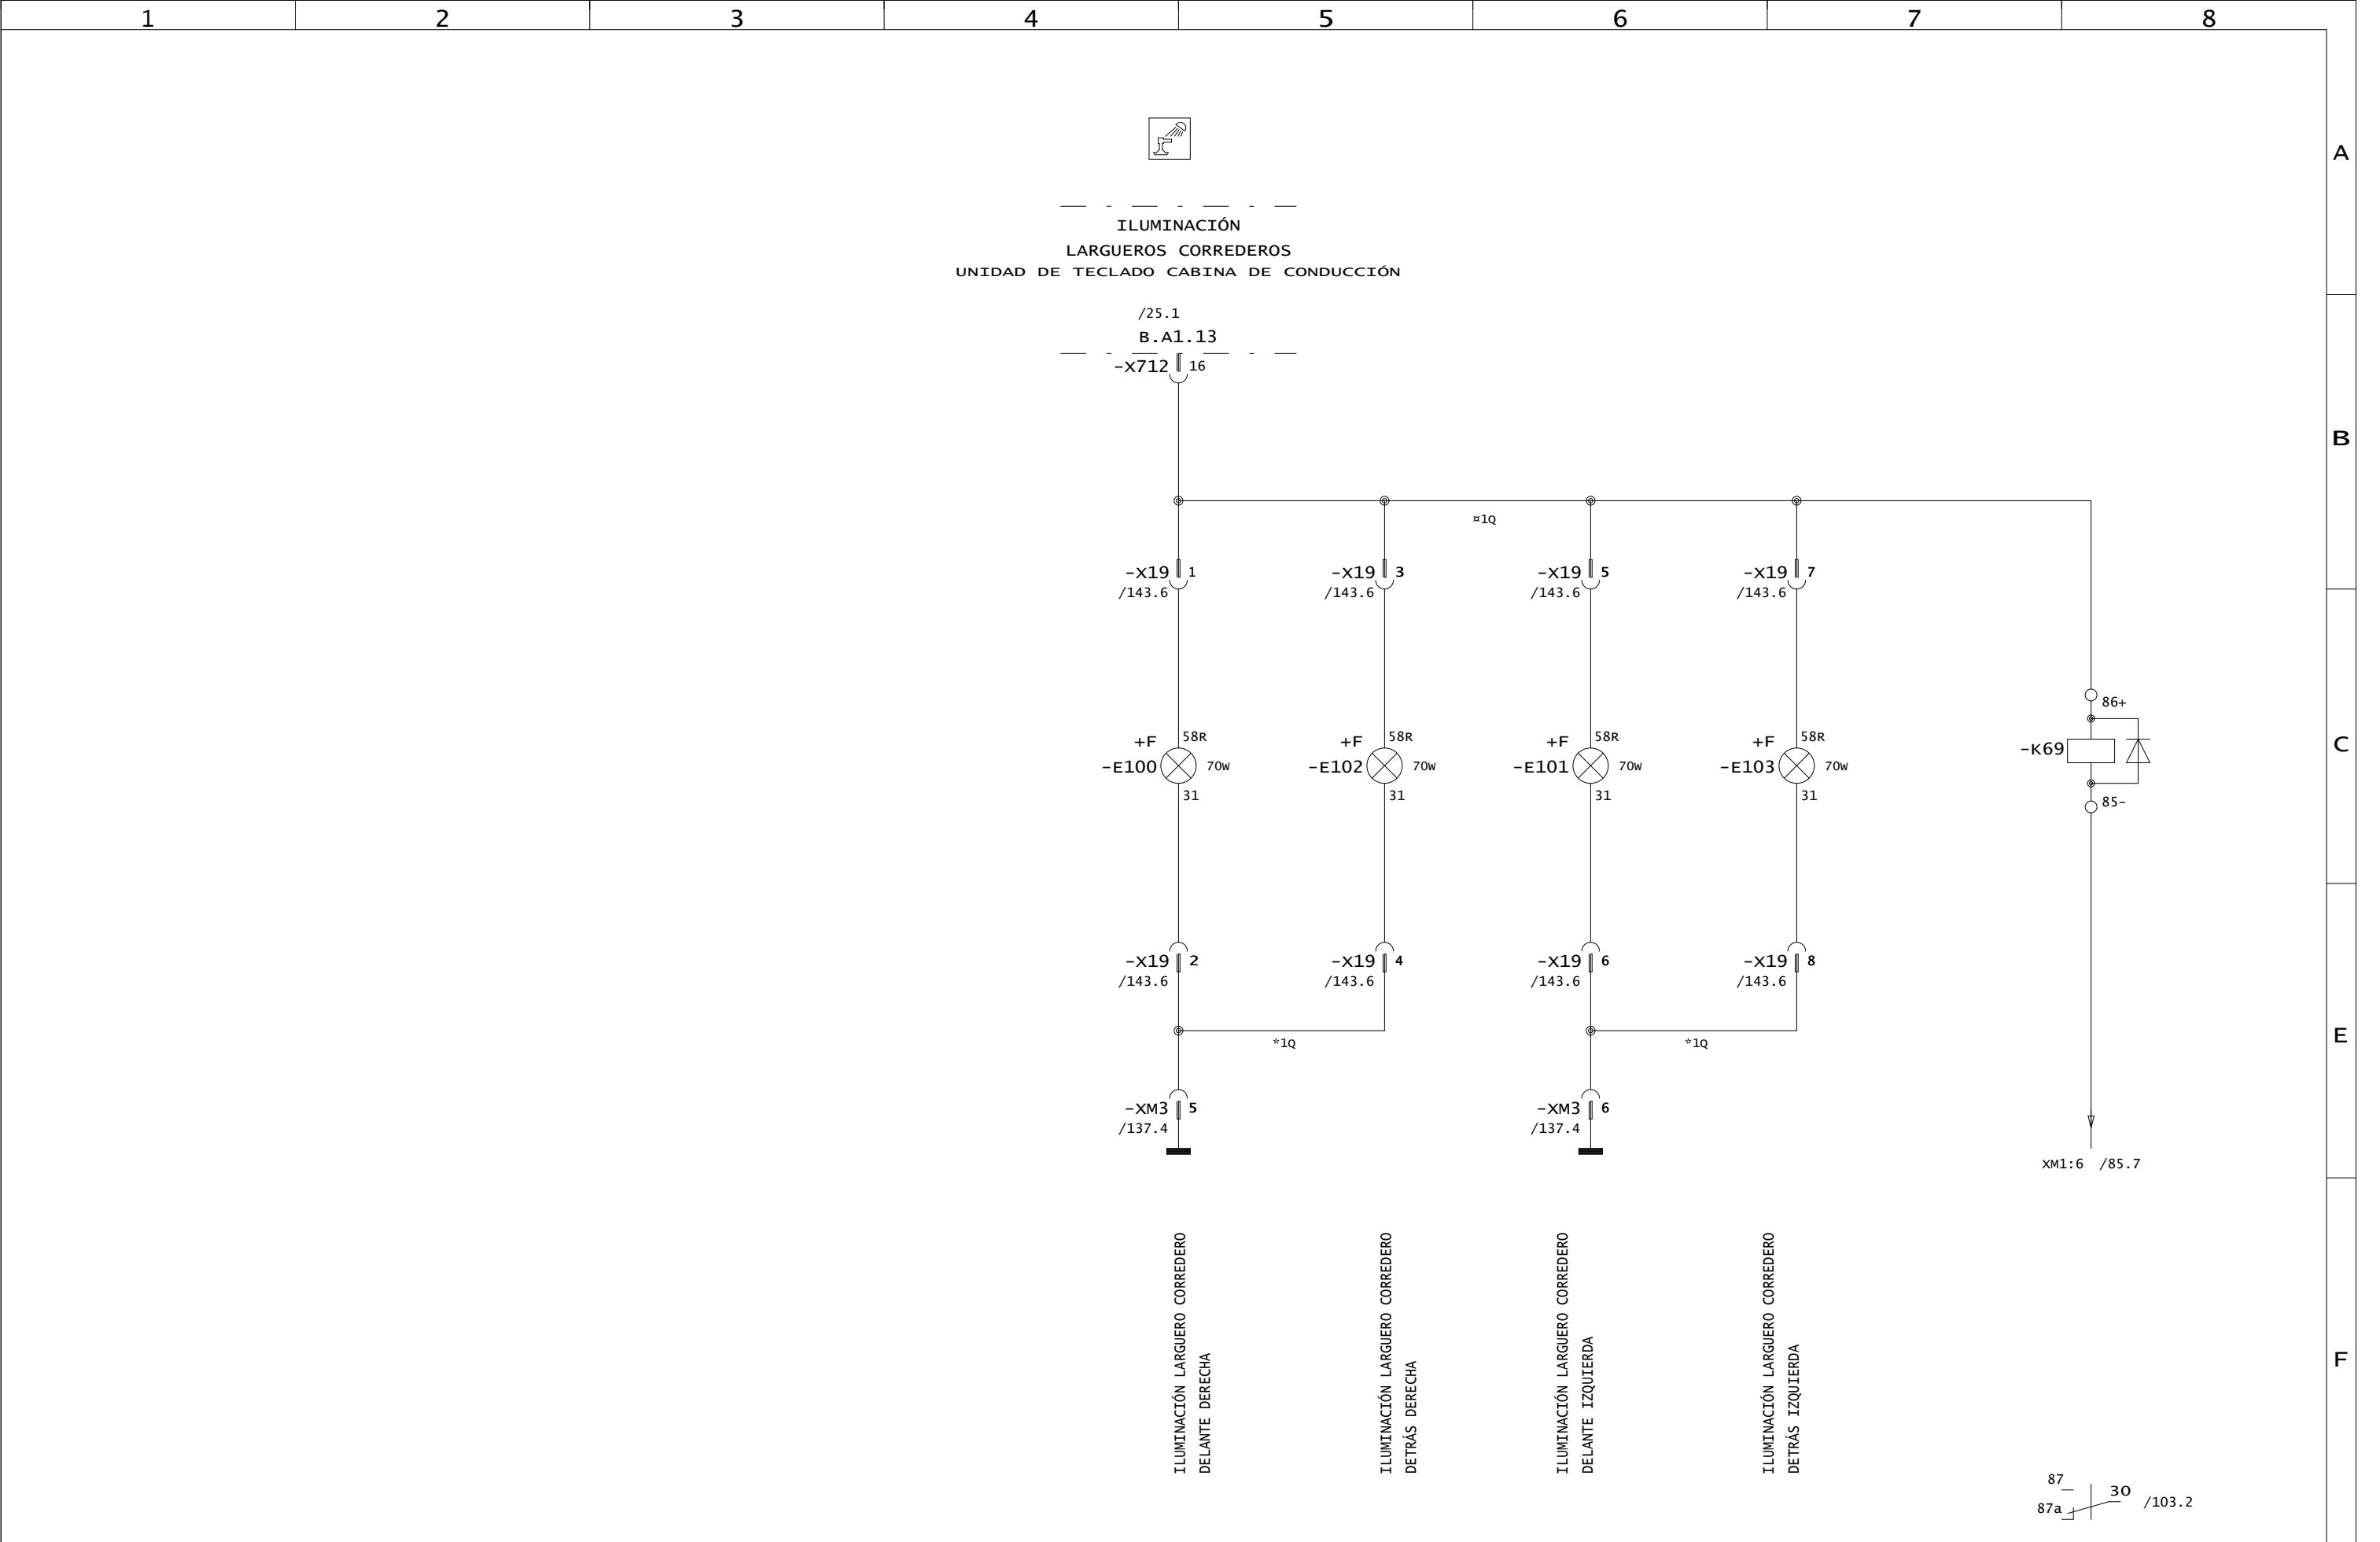 1 2 3 4 5 6 7 8
A
ILUMINACIÓN
LARGUEROS CORREDEROS
UNIDAD DE TECLADO CABINA DE CONDUCCIÓN
/25.1
B.A1.13
-X712 16
B
¤1Q
-X19 1 -X19 3 -X19 5 -X19 7
/143.6 /143.6 /143.6 /143.6
86+
58R 58R 58R 58R
+F +F +F +F
C
-K69
-E100 70W -E102 70W -E101 70W -E103 70W
31 31 31 31
85-
-X19 2 -X19 4 -X19 6 -X19 8
/143.6 /143.6 /143.6 /143.6
E
*1Q *1Q
-XM3 5 -XM3 6
/137.4 /137.4
XM1:6 /85.7
ILUMINACIÓN LARGUERO CORREDERO
DELANTE DERECHA
ILUMINACIÓN LARGUERO CORREDERO
DETRÁS DERECHA
ILUMINACIÓN LARGUERO CORREDERO
DELANTE IZQUIERDA
ILUMINACIÓN LARGUERO CORREDERO
DETRÁS IZQUIERDA
F
87
30 /103.2
87a